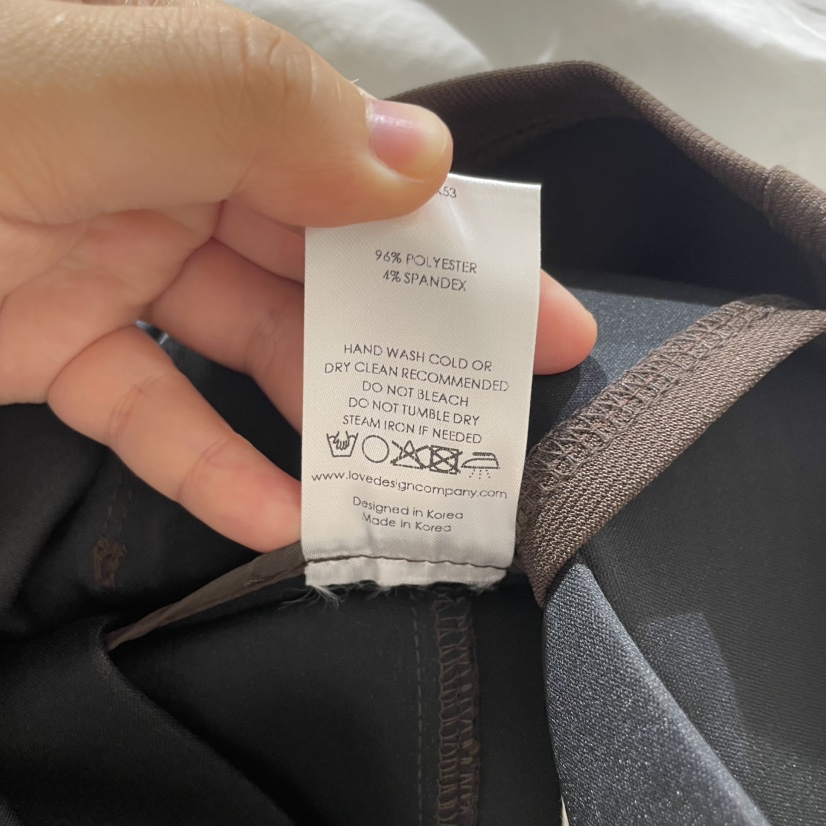 96% POLYESTER
4% SPANDEX
HAND WASH COLD OR
DRY CLEAN RECOMMENDED
DO NOT BLEACH
DO NOT TUMBLE DRY
STEAM IRON IF NEEDED
www.lovedesigncompany.com
Designed in Korea
Made in Korea